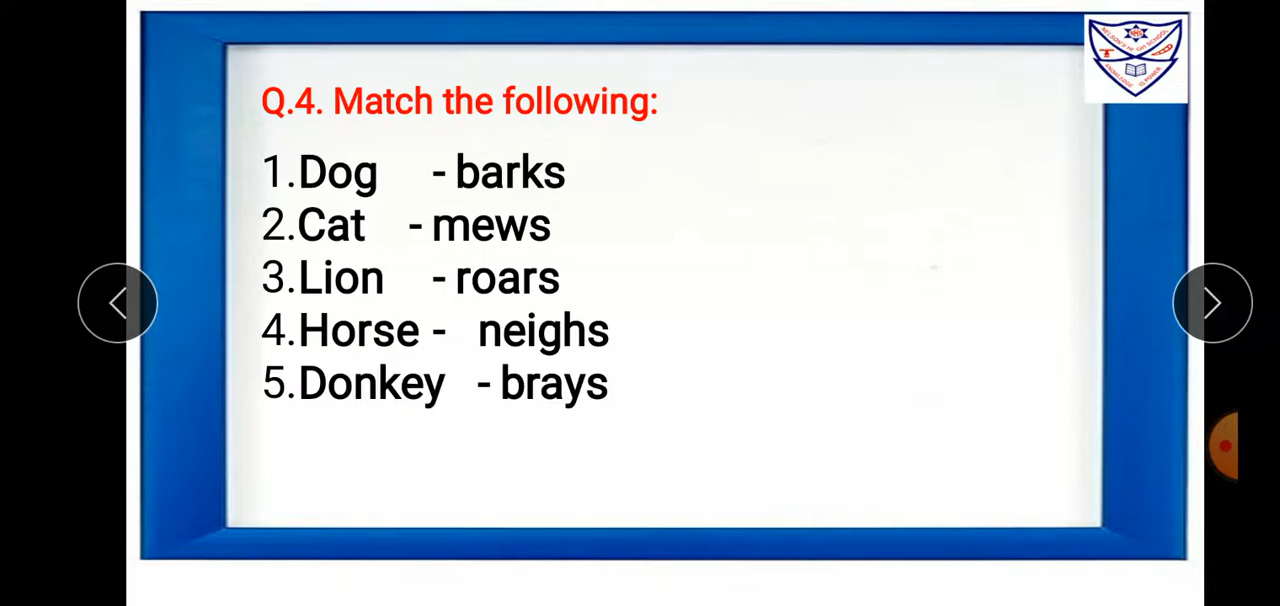 Q.4. Match the following:
1.Dog - barks
2.Cat - mews
3.Lion - roars
4.Horse - neighs
5.Donkey - brays